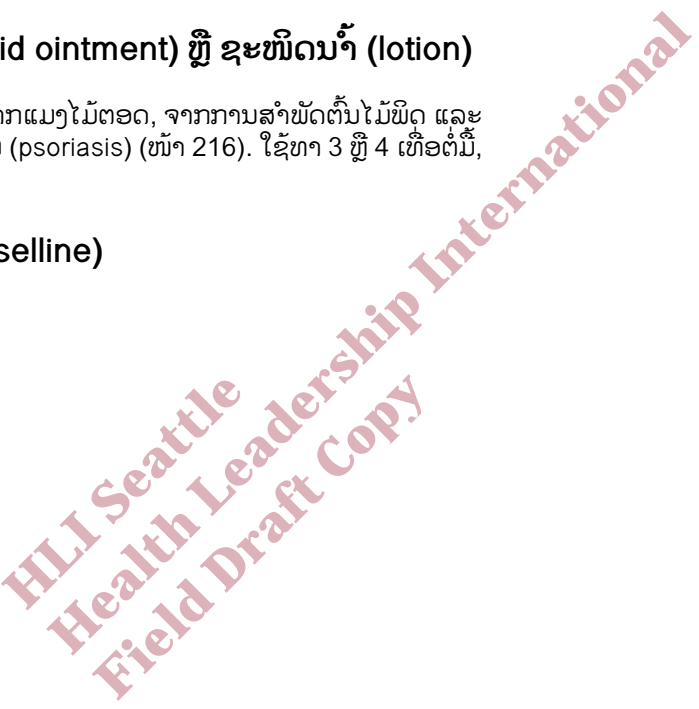 id ointment) ຫຼື ຊະໜິດນ້ຳ (lotion)
າກແມງໄມ້ຕອດ, ຈາກການສຳພັດຕົ້ນໄມ້ພິດ ແລະ
(psoriasis) (ໜ້າ 216). ໃຊ້ທາ 3 ຫຼື 4 ເທື່ອຕໍ່ມື້,
selline)
HLI Seattle
Health Leadership International
Field Draft Copy